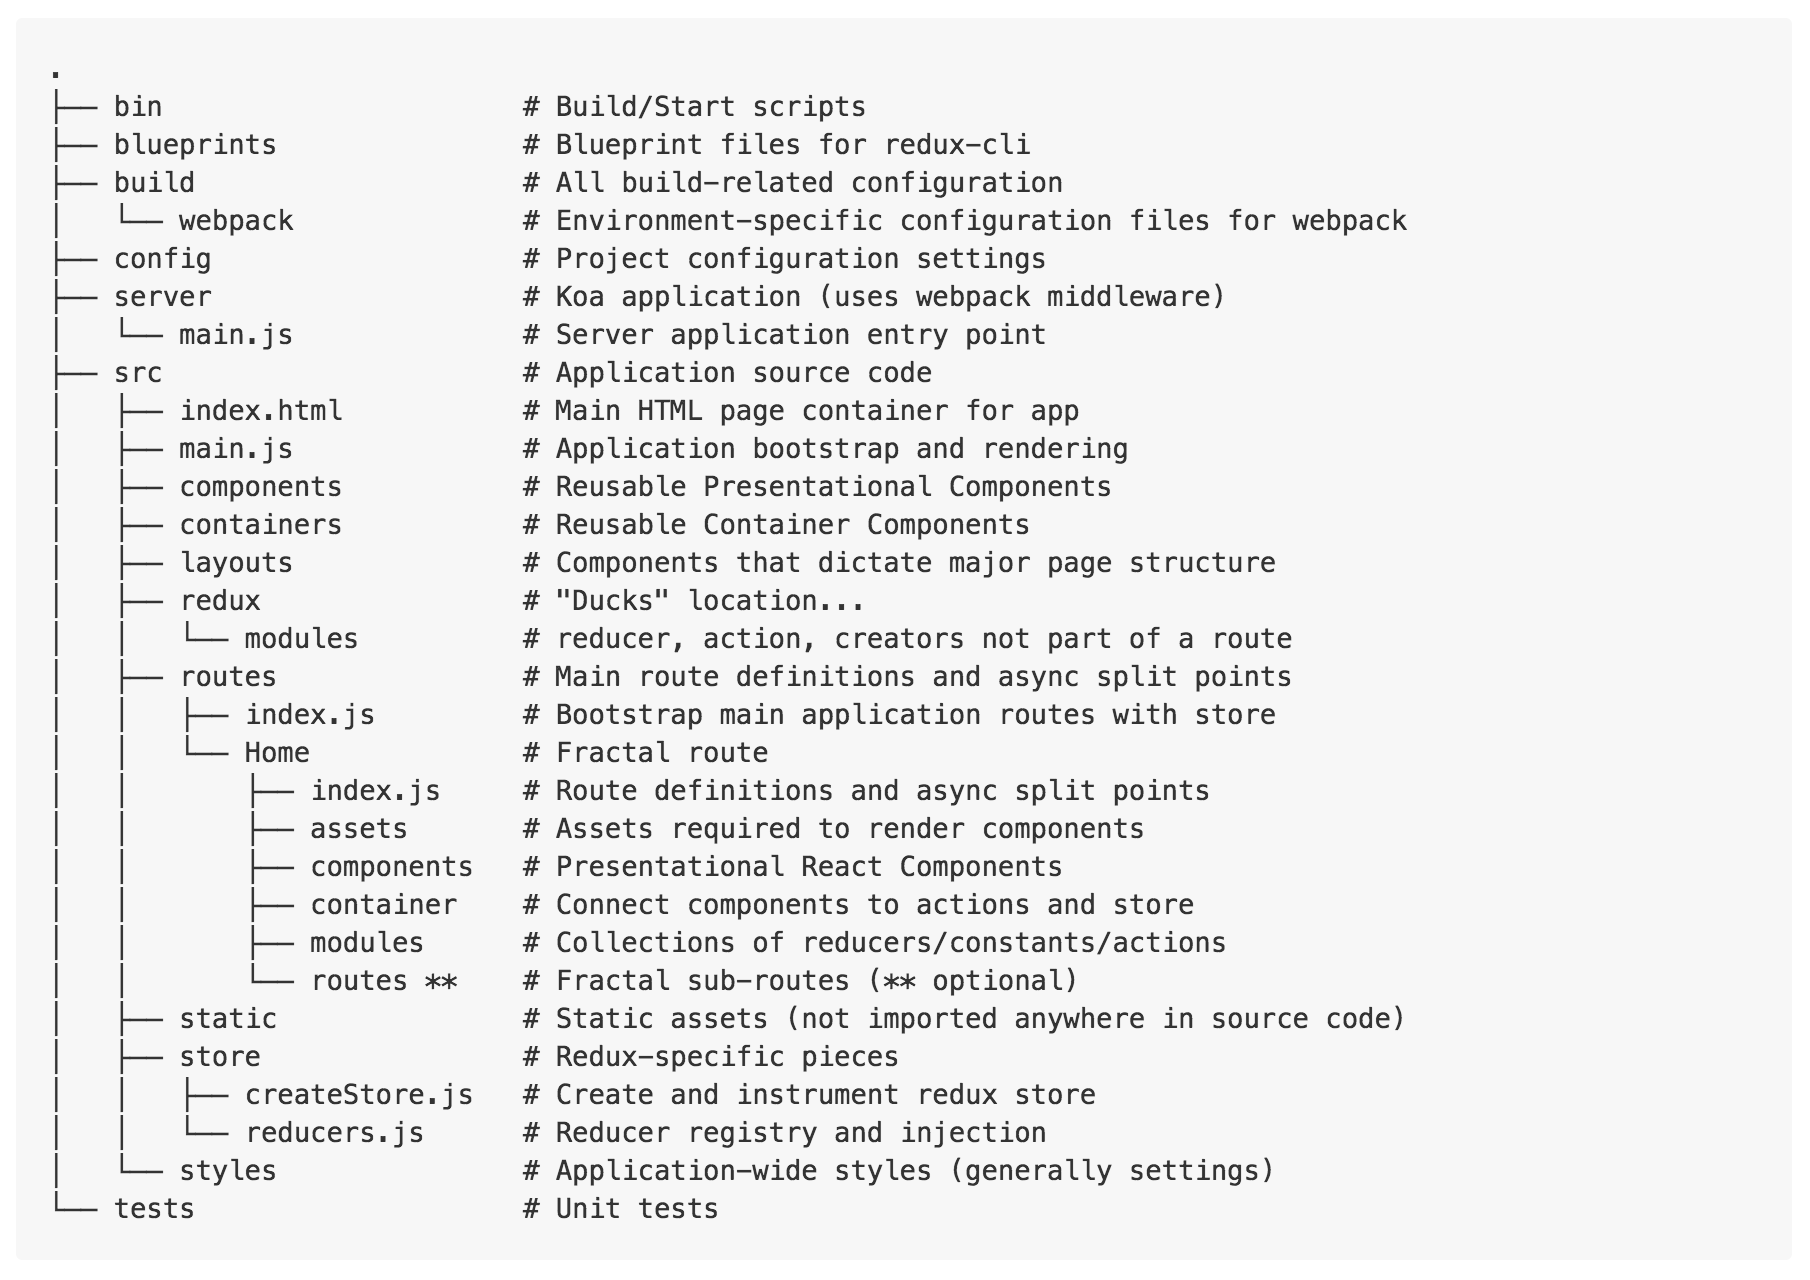 .
├── bin                      # Build/Start scripts
├── blueprints               # Blueprint files for redux-cli
├── build                    # All build-related configuration
│   └── webpack              # Environment-specific configuration files for webpack
├── config                   # Project configuration settings
├── server                   # Koa application (uses webpack middleware)
│   └── main.js              # Server application entry point
├── src                      # Application source code
│   ├── index.html           # Main HTML page container for app
│   ├── main.js              # Application bootstrap and rendering
│   ├── components           # Reusable Presentational Components
│   ├── containers           # Reusable Container Components
│   ├── layouts              # Components that dictate major page structure
│   ├── redux                # "Ducks" location...
│   │   └── modules          # reducer, action, creators not part of a route
│   ├── routes               # Main route definitions and async split points
│   │   ├── index.js         # Bootstrap main application routes with store
│   │   └── Home             # Fractal route
│   │       ├── index.js     # Route definitions and async split points
│   │       ├── assets       # Assets required to render components
│   │       ├── components   # Presentational React Components
│   │       ├── container    # Connect components to actions and store
│   │       ├── modules      # Collections of reducers/constants/actions
│   │       └── routes **    # Fractal sub-routes (** optional)
│   ├── static               # Static assets (not imported anywhere in source code)
│   ├── store                # Redux-specific pieces
│   │   ├── createStore.js   # Create and instrument redux store
│   │   └── reducers.js      # Reducer registry and injection
│   └── styles               # Application-wide styles (generally settings)
└── tests                    # Unit tests